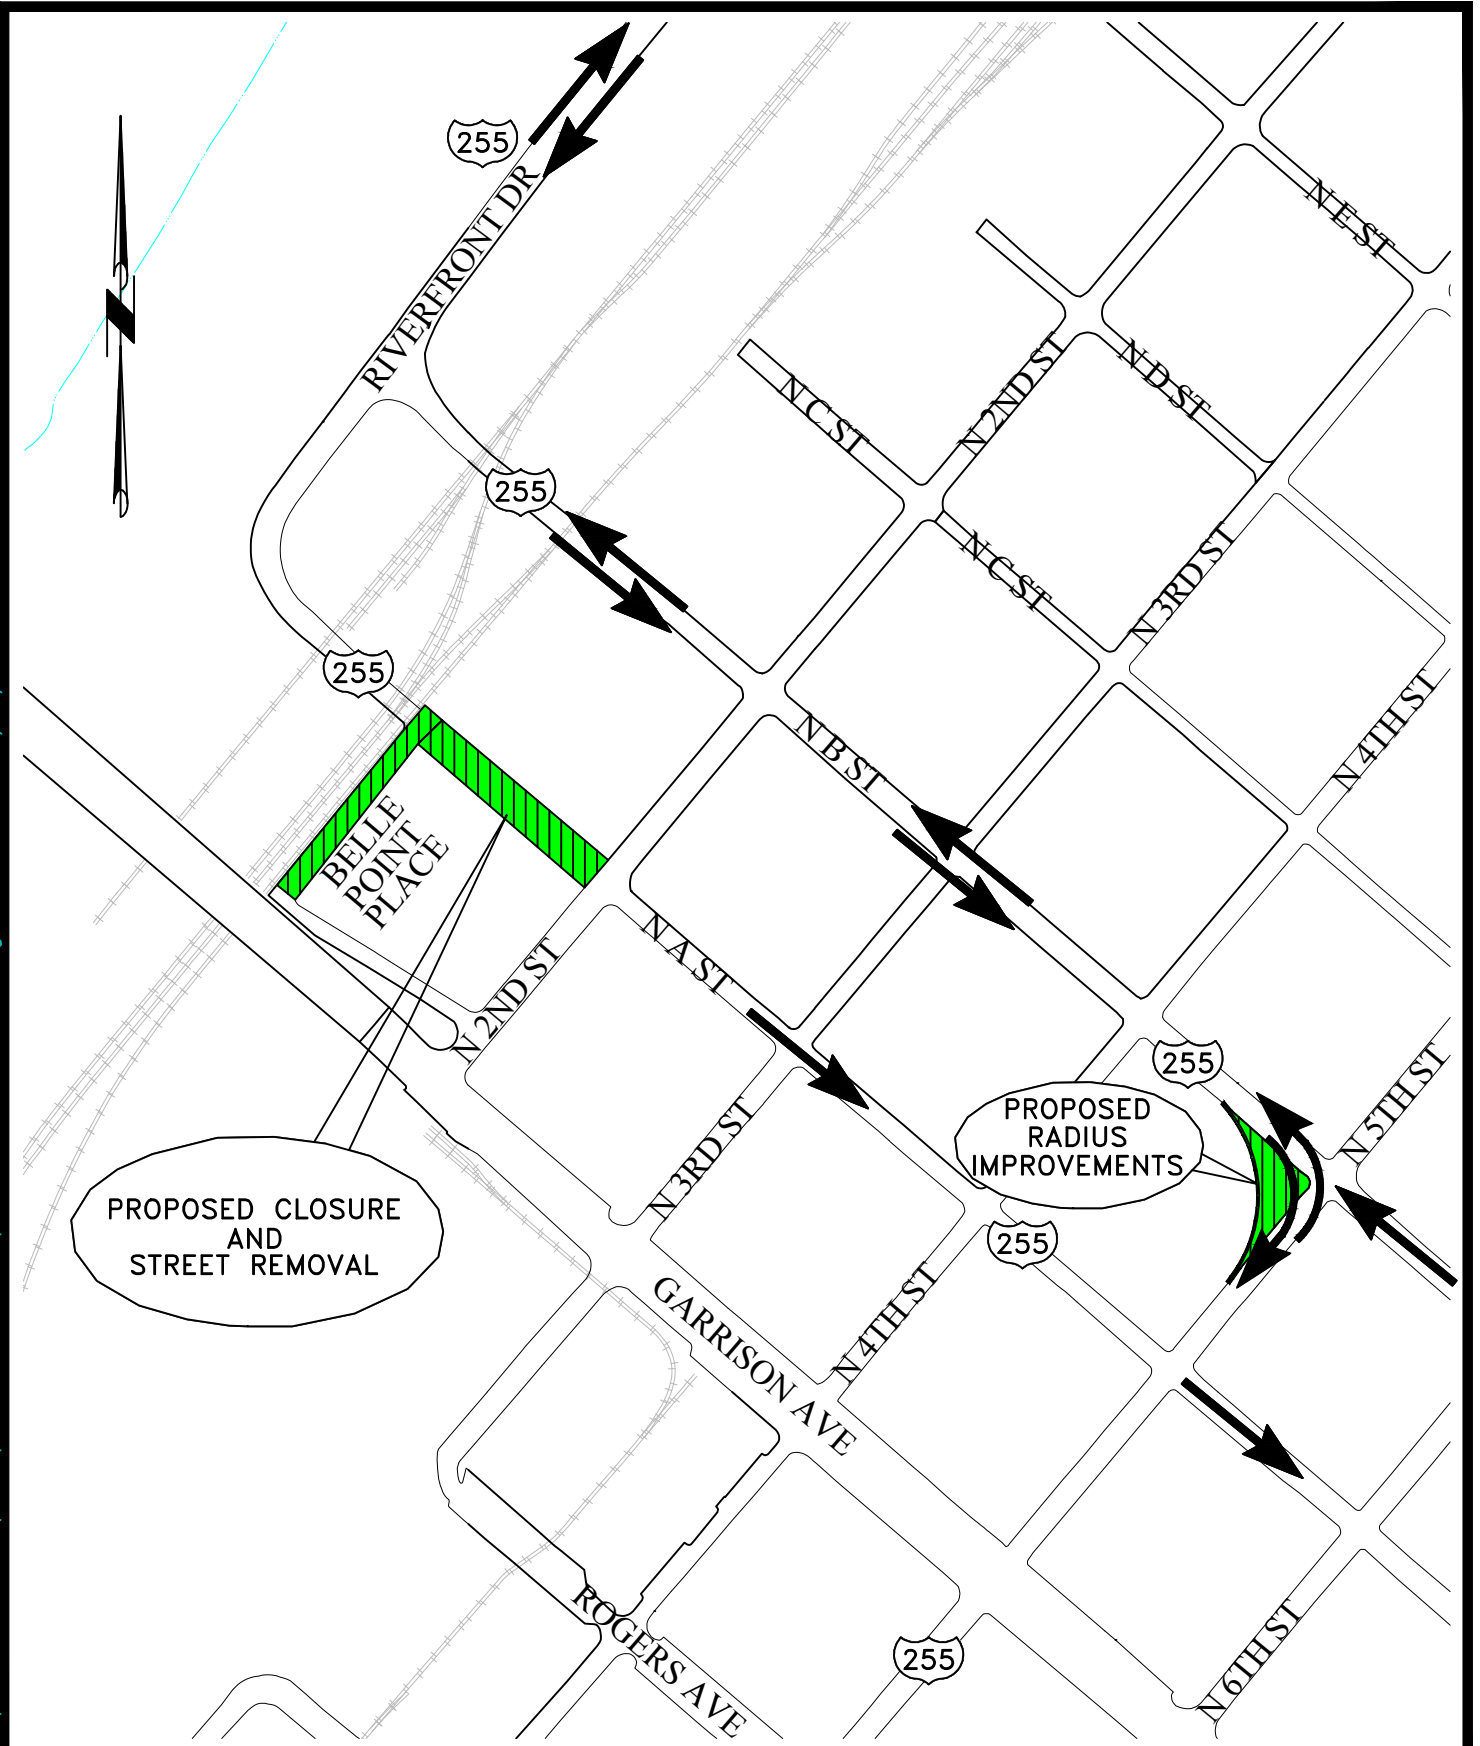 255
RIVERFRONT DR
N E ST
N D ST
N 2ND ST
N C ST
255
N C ST
N 3RD ST
255
N 4TH ST
N B ST
BELLE
POINT
PLACE
N A ST
N 2ND ST
255
N 5TH ST
PROPOSED
RADIUS
IMPROVEMENTS
N 3RD ST
PROPOSED CLOSURE
AND
STREET REMOVAL
255
N 4TH ST
GARRISON AVE
ROGERS AVE
255
N 6TH ST